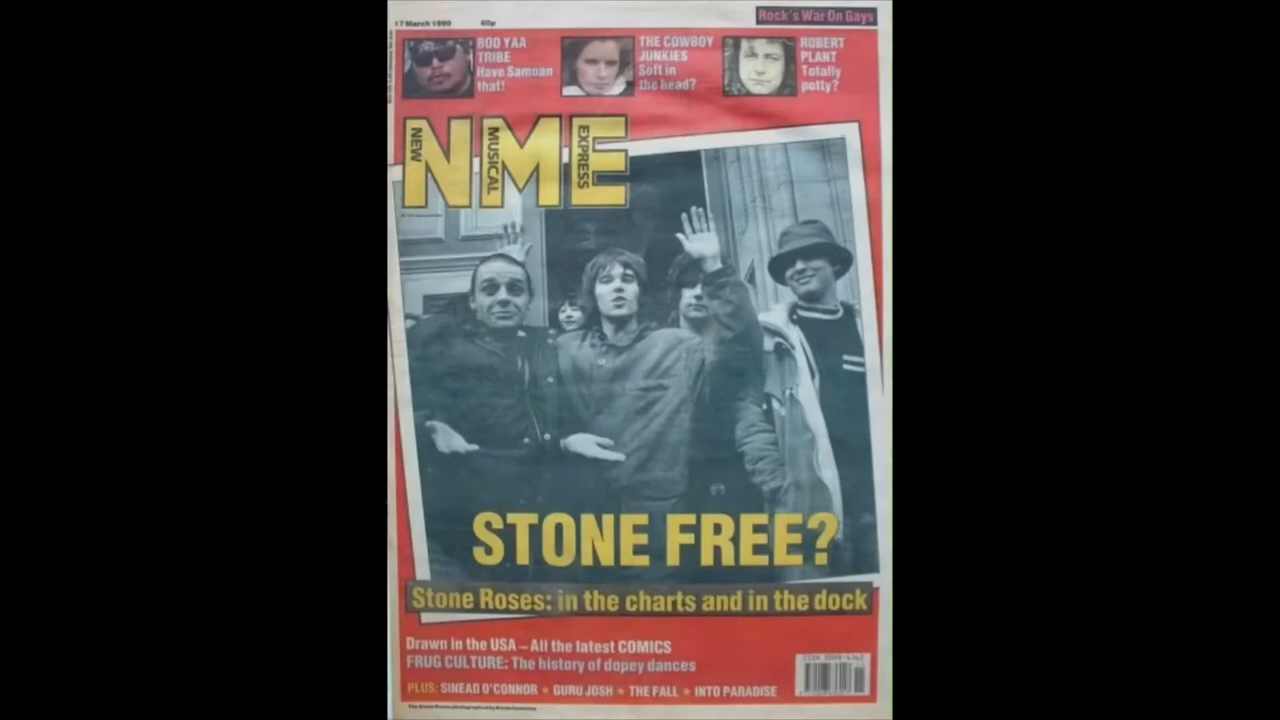 Rock's War On Gays
17 March 1990 60p
BOO YAA
TRIBE
Have Samoan
that!
THE COWBOY
JUNKIES
Soft in
the head?
ROBERT
PLANT
Totally
potty?
NME
NEW
MUSICAL
EXPRESS
STONE FREE?
Stone Roses: in the charts and in the dock
Drawn in the USA – All the latest COMICS
FRUG CULTURE: The history of dopey dances
PLUS: SINEAD O'CONNOR ★ GURU JOSH ★ THE FALL ★ INTO PARADISE